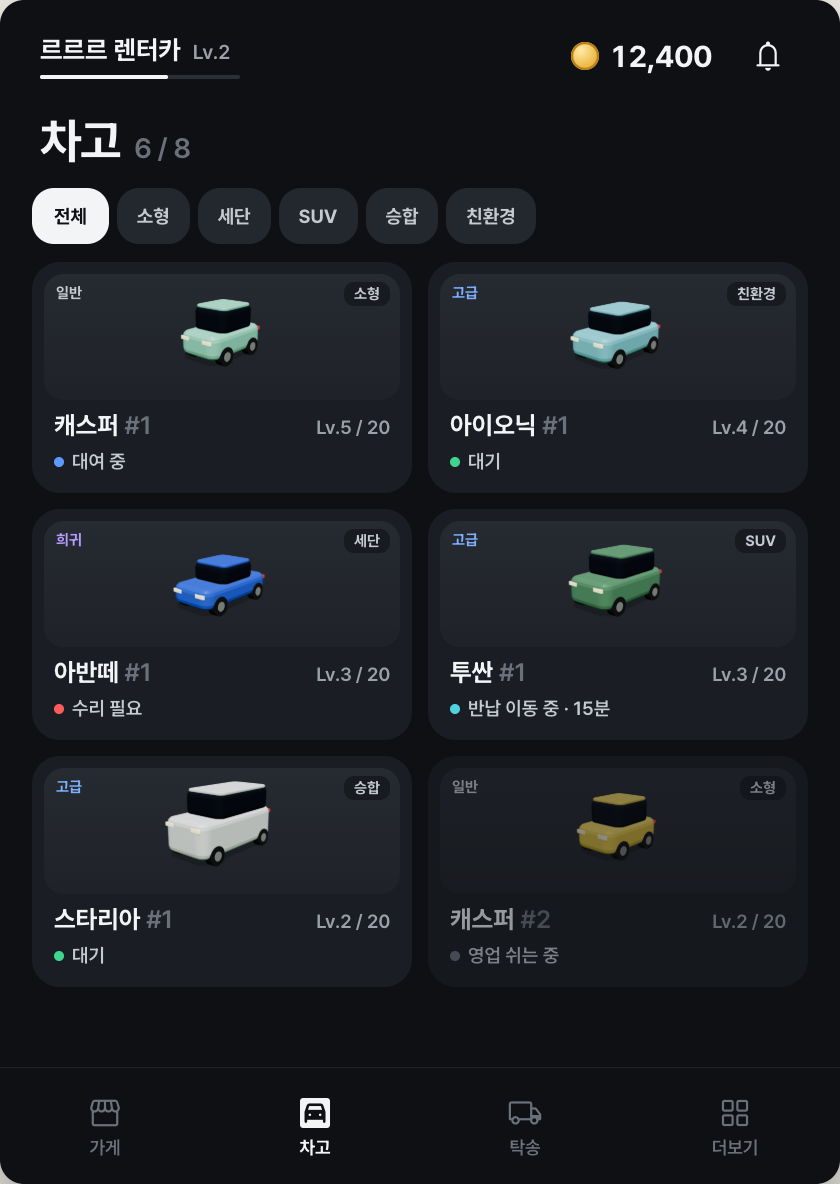 르르르 렌터카 Lv.2
12,400
차고 6 / 8
전체 소형 세단 SUV 승합 친환경
일반 소형
캐스퍼 #1 Lv.5 / 20
대여 중
고급 친환경
아이오닉 #1 Lv.4 / 20
대기
희귀 세단
아반떼 #1 Lv.3 / 20
수리 필요
고급 SUV
투싼 #1 Lv.3 / 20
반납 이동 중 · 15분
고급 승합
스타리아 #1 Lv.2 / 20
대기
일반 소형
캐스퍼 #2 Lv.2 / 20
영업 쉬는 중
가게 차고 탁송 더보기